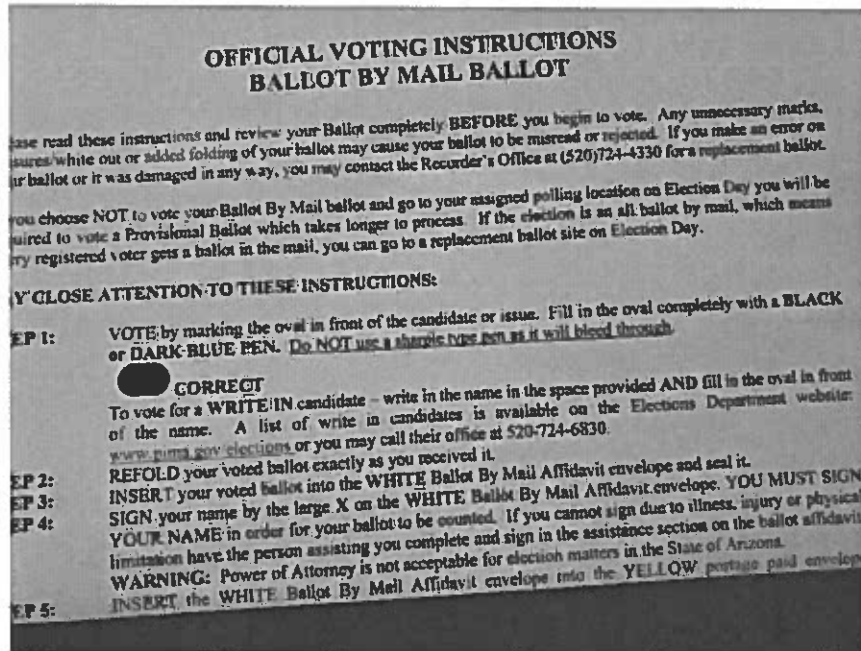 OFFICIAL VOTING INSTRUCTIONS
BALLOT BY MAIL BALLOT
ase read these instructions and review your Ballot completely BEFORE you begin to vote. Any unnecessary marks,
sures/white out or added folding of your ballot may cause your ballot to be misread or rejected. If you make an error on
ur ballot or it was damaged in any way, you may contact the Recorder's Office at (520)724-4330 for a replacement ballot.
you choose NOT to vote your Ballot By Mail ballot and go to your assigned polling location on Election Day you will be
uired to vote a Provisional Ballot which takes longer to process. If the election is an all ballot by mail, which means
ry registered voter gets a ballot in the mail, you can go to a replacement ballot site on Election Day.
Y CLOSE ATTENTION TO THESE INSTRUCTIONS:
EP 1: VOTE by marking the oval in front of the candidate or issue. Fill in the oval completely with a BLACK
or DARK BLUE PEN. Do NOT use a sharpie type pen as it will bleed through.
CORRECT
To vote for a WRITE IN candidate – write in the name in the space provided AND fill in the oval in front
of the name. A list of write in candidates is available on the Elections Department website:
www.pima.gov/elections or you may call their office at 520-724-6830.
EP 2: REFOLD your voted ballot exactly as you received it.
EP 3: INSERT your voted ballot into the WHITE Ballot By Mail Affidavit envelope and seal it.
EP 4: SIGN your name by the large X on the WHITE Ballot By Mail Affidavit envelope. YOU MUST SIGN
YOUR NAME in order for your ballot to be counted. If you cannot sign due to illness, injury or physical
limitation have the person assisting you complete and sign in the assistance section on the ballot affidavit
WARNING: Power of Attorney is not acceptable for election matters in the State of Arizona.
EP 5: INSERT the WHITE Ballot By Mail Affidavit envelope into the YELLOW postage paid envelope